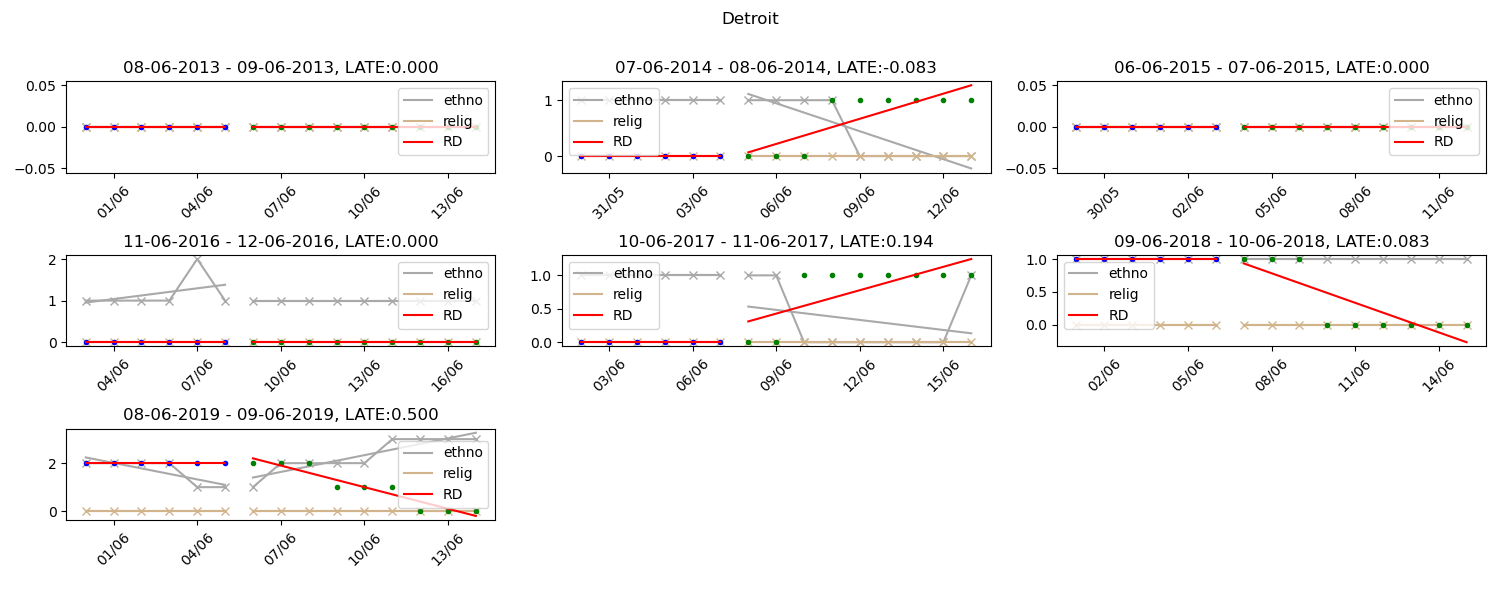 Detroit
08-06-2013 - 09-06-2013, LATE:0.000
0.05
0.00
−0.05
ethno
relig
RD
01/06
04/06
07/06
10/06
13/06
07-06-2014 - 08-06-2014, LATE:-0.083
1
0
ethno
relig
RD
31/05
03/06
06/06
09/06
12/06
06-06-2015 - 07-06-2015, LATE:0.000
0.05
0.00
−0.05
ethno
relig
RD
30/05
02/06
05/06
08/06
11/06
11-06-2016 - 12-06-2016, LATE:0.000
2
1
0
ethno
relig
RD
04/06
07/06
10/06
13/06
16/06
10-06-2017 - 11-06-2017, LATE:0.194
1.0
0.5
0.0
ethno
relig
RD
03/06
06/06
09/06
12/06
15/06
09-06-2018 - 10-06-2018, LATE:0.083
1.0
0.5
0.0
ethno
relig
RD
02/06
05/06
08/06
11/06
14/06
08-06-2019 - 09-06-2019, LATE:0.500
2
0
ethno
relig
RD
01/06
04/06
07/06
10/06
13/06